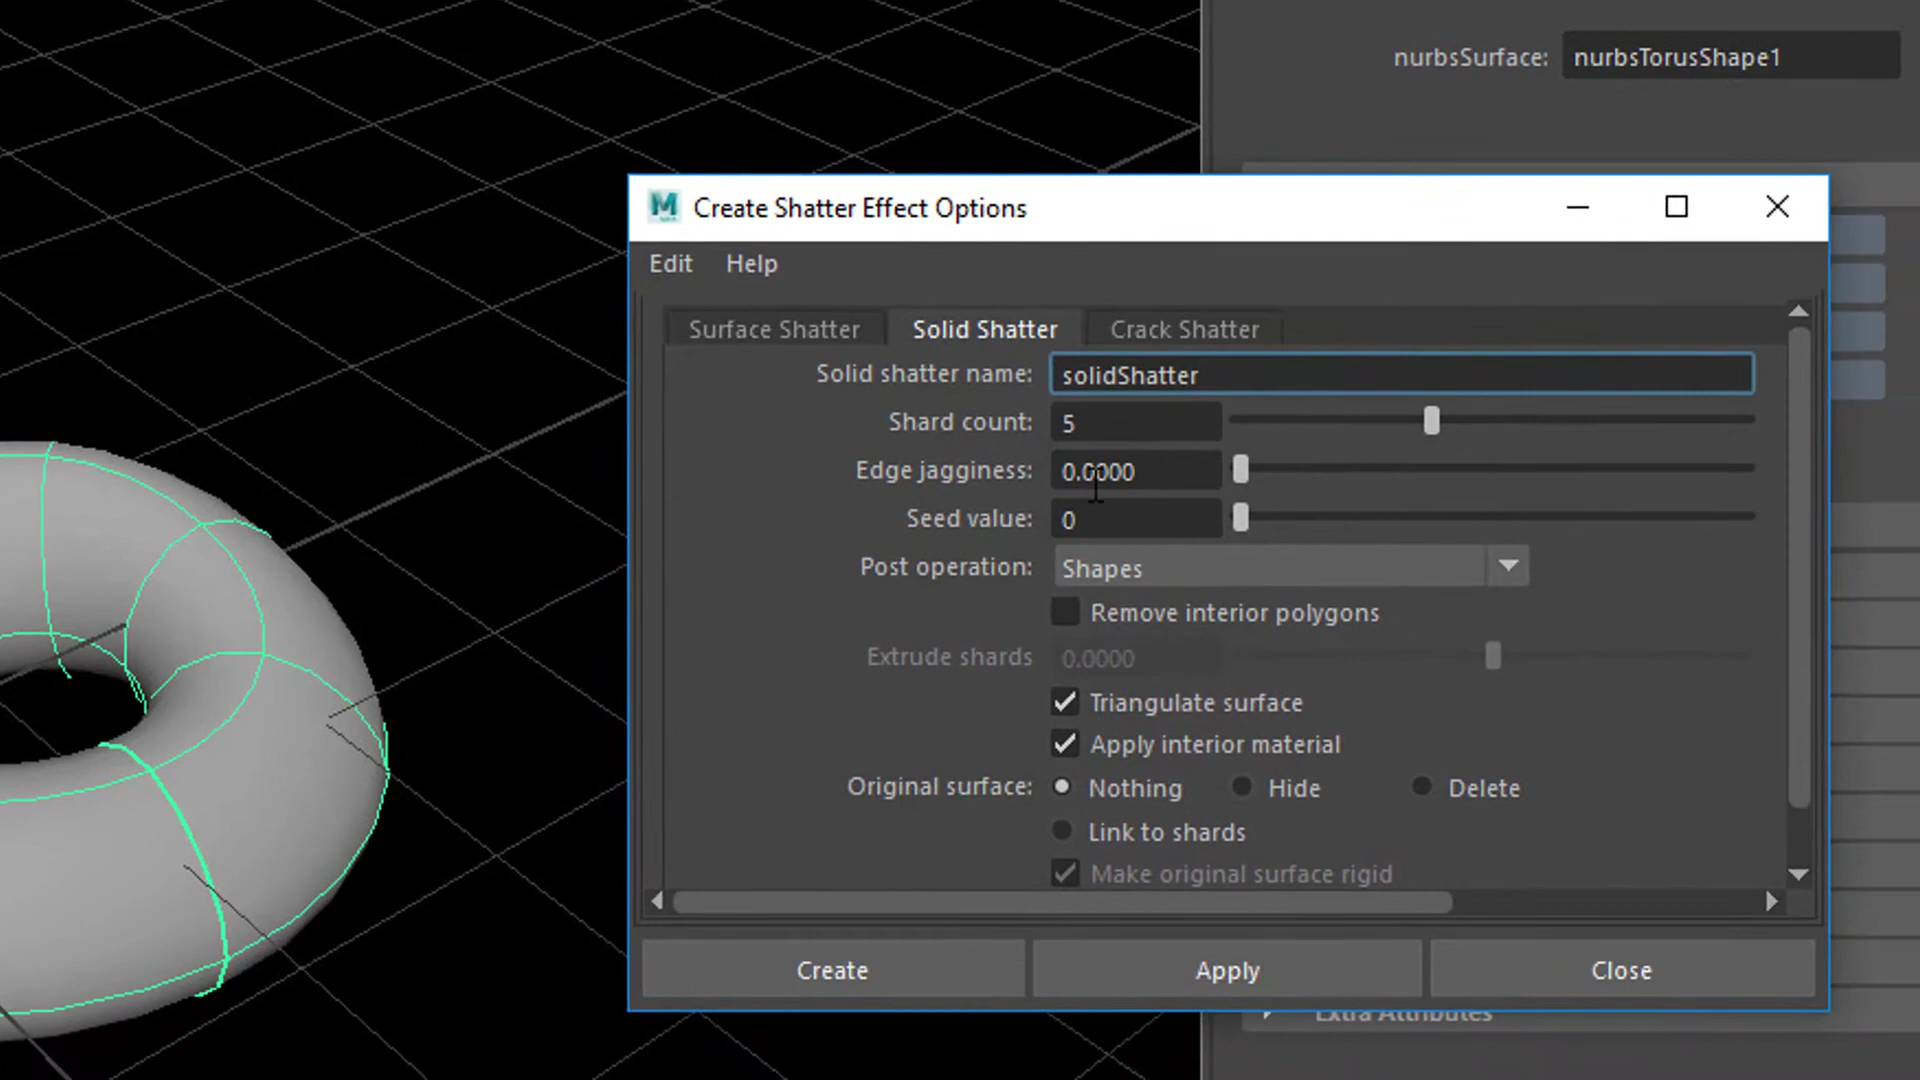 nurbsSurface: nurbsTorusShape1
Create Shatter Effect Options
Edit Help
Surface Shatter Solid Shatter Crack Shatter
Solid shatter name: solidShatter
Shard count: 5
Edge jagginess: 0.0000
Seed value: 0
Post operation: Shapes
Remove interior polygons
Extrude shards 0.0000
Triangulate surface
Apply interior material
Original surface: Nothing Hide Delete
Link to shards
Make original surface rigid
Create Apply Close
Extra Attributes